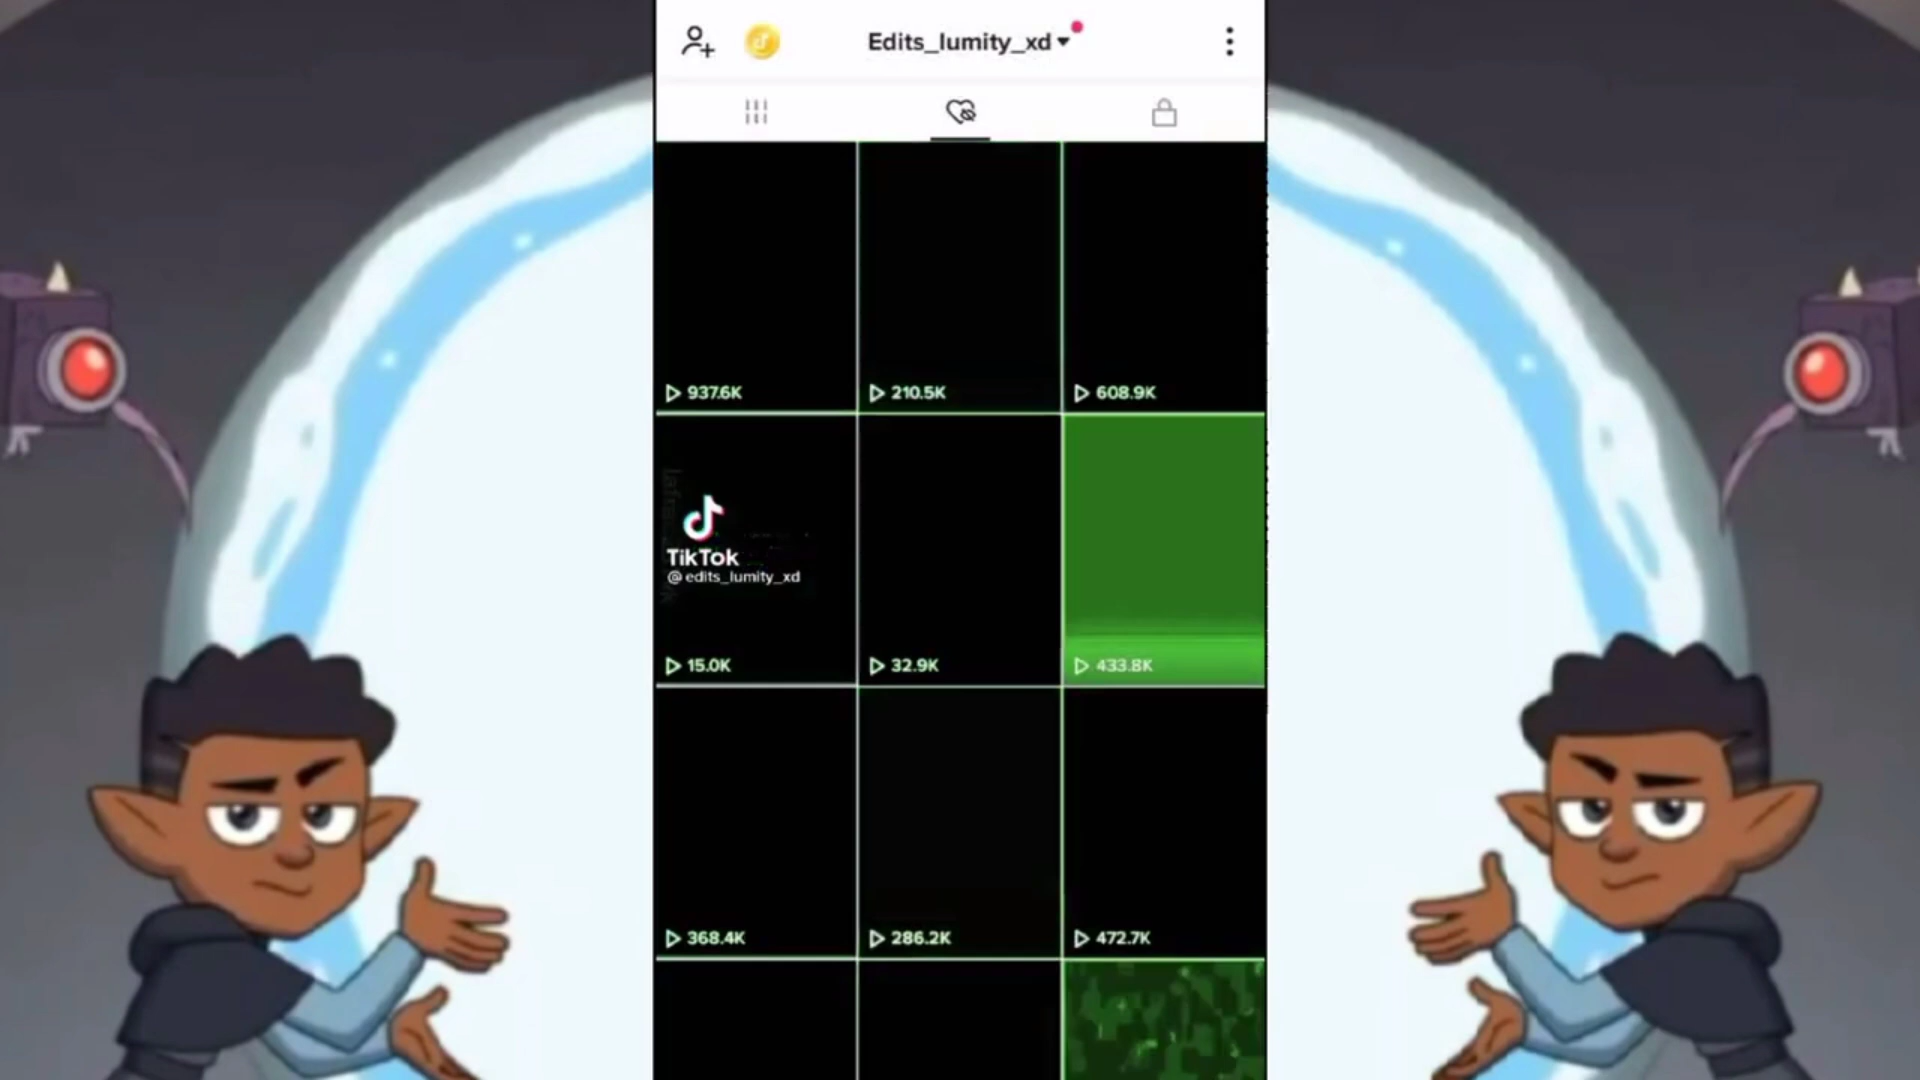 Edits_lumity_xd
937.6K
210.5K
608.9K
TikTok
@edits_lumity_xd
15.0K
32.9K
433.8K
368.4K
286.2K
472.7K